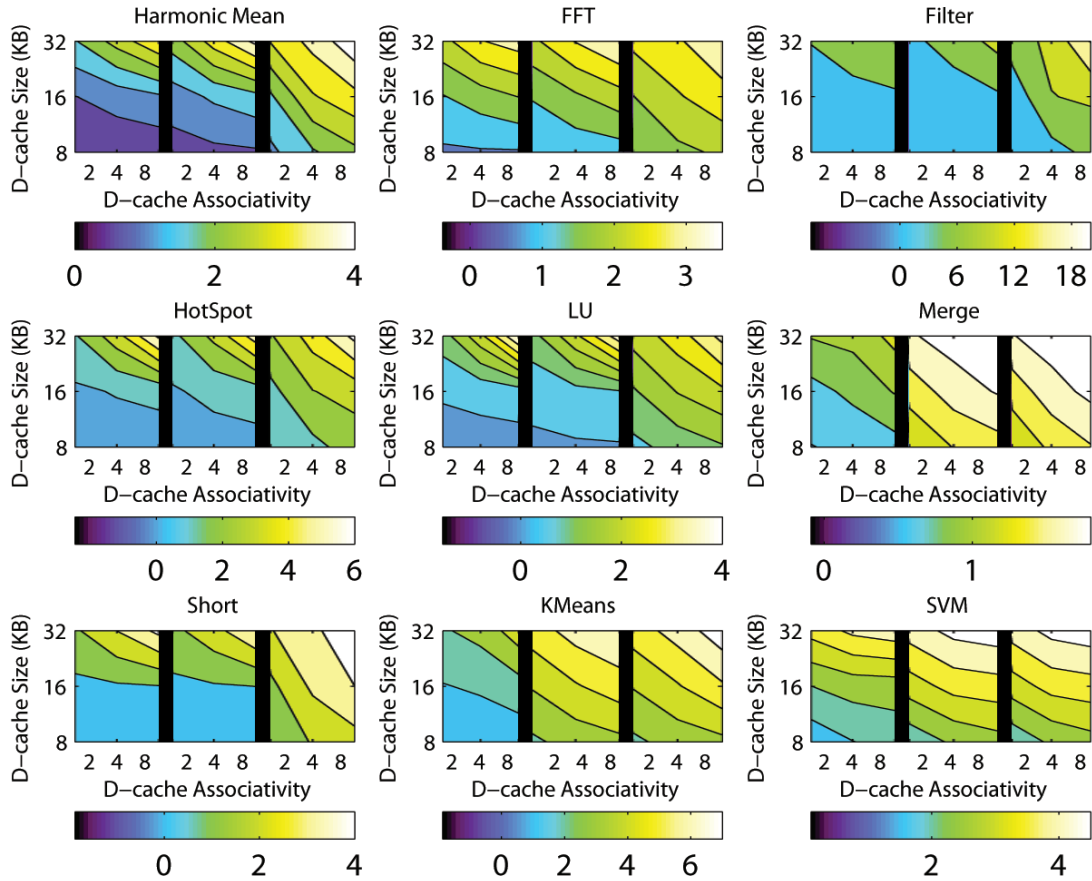 Harmonic Mean
D-cache Size (KB)
32
16
8
2 4 8 2 4 8 2 4 8
D-cache Associativity
0 2 4
FFT
D-cache Size (KB)
32
16
8
2 4 8 2 4 8 2 4 8
D-cache Associativity
0 1 2 3
Filter
D-cache Size (KB)
32
16
8
2 4 8 2 4 8 2 4 8
D-cache Associativity
0 6 12 18
HotSpot
D-cache Size (KB)
32
16
8
2 4 8 2 4 8 2 4 8
D-cache Associativity
0 2 4 6
LU
D-cache Size (KB)
32
16
8
2 4 8 2 4 8 2 4 8
D-cache Associativity
0 2 4
Merge
D-cache Size (KB)
32
16
8
2 4 8 2 4 8 2 4 8
D-cache Associativity
0 1
Short
D-cache Size (KB)
32
16
8
2 4 8 2 4 8 2 4 8
D-cache Associativity
0 2 4
KMeans
D-cache Size (KB)
32
16
8
2 4 8 2 4 8 2 4 8
D-cache Associativity
0 2 4 6
SVM
D-cache Size (KB)
32
16
8
2 4 8 2 4 8 2 4 8
D-cache Associativity
2 4